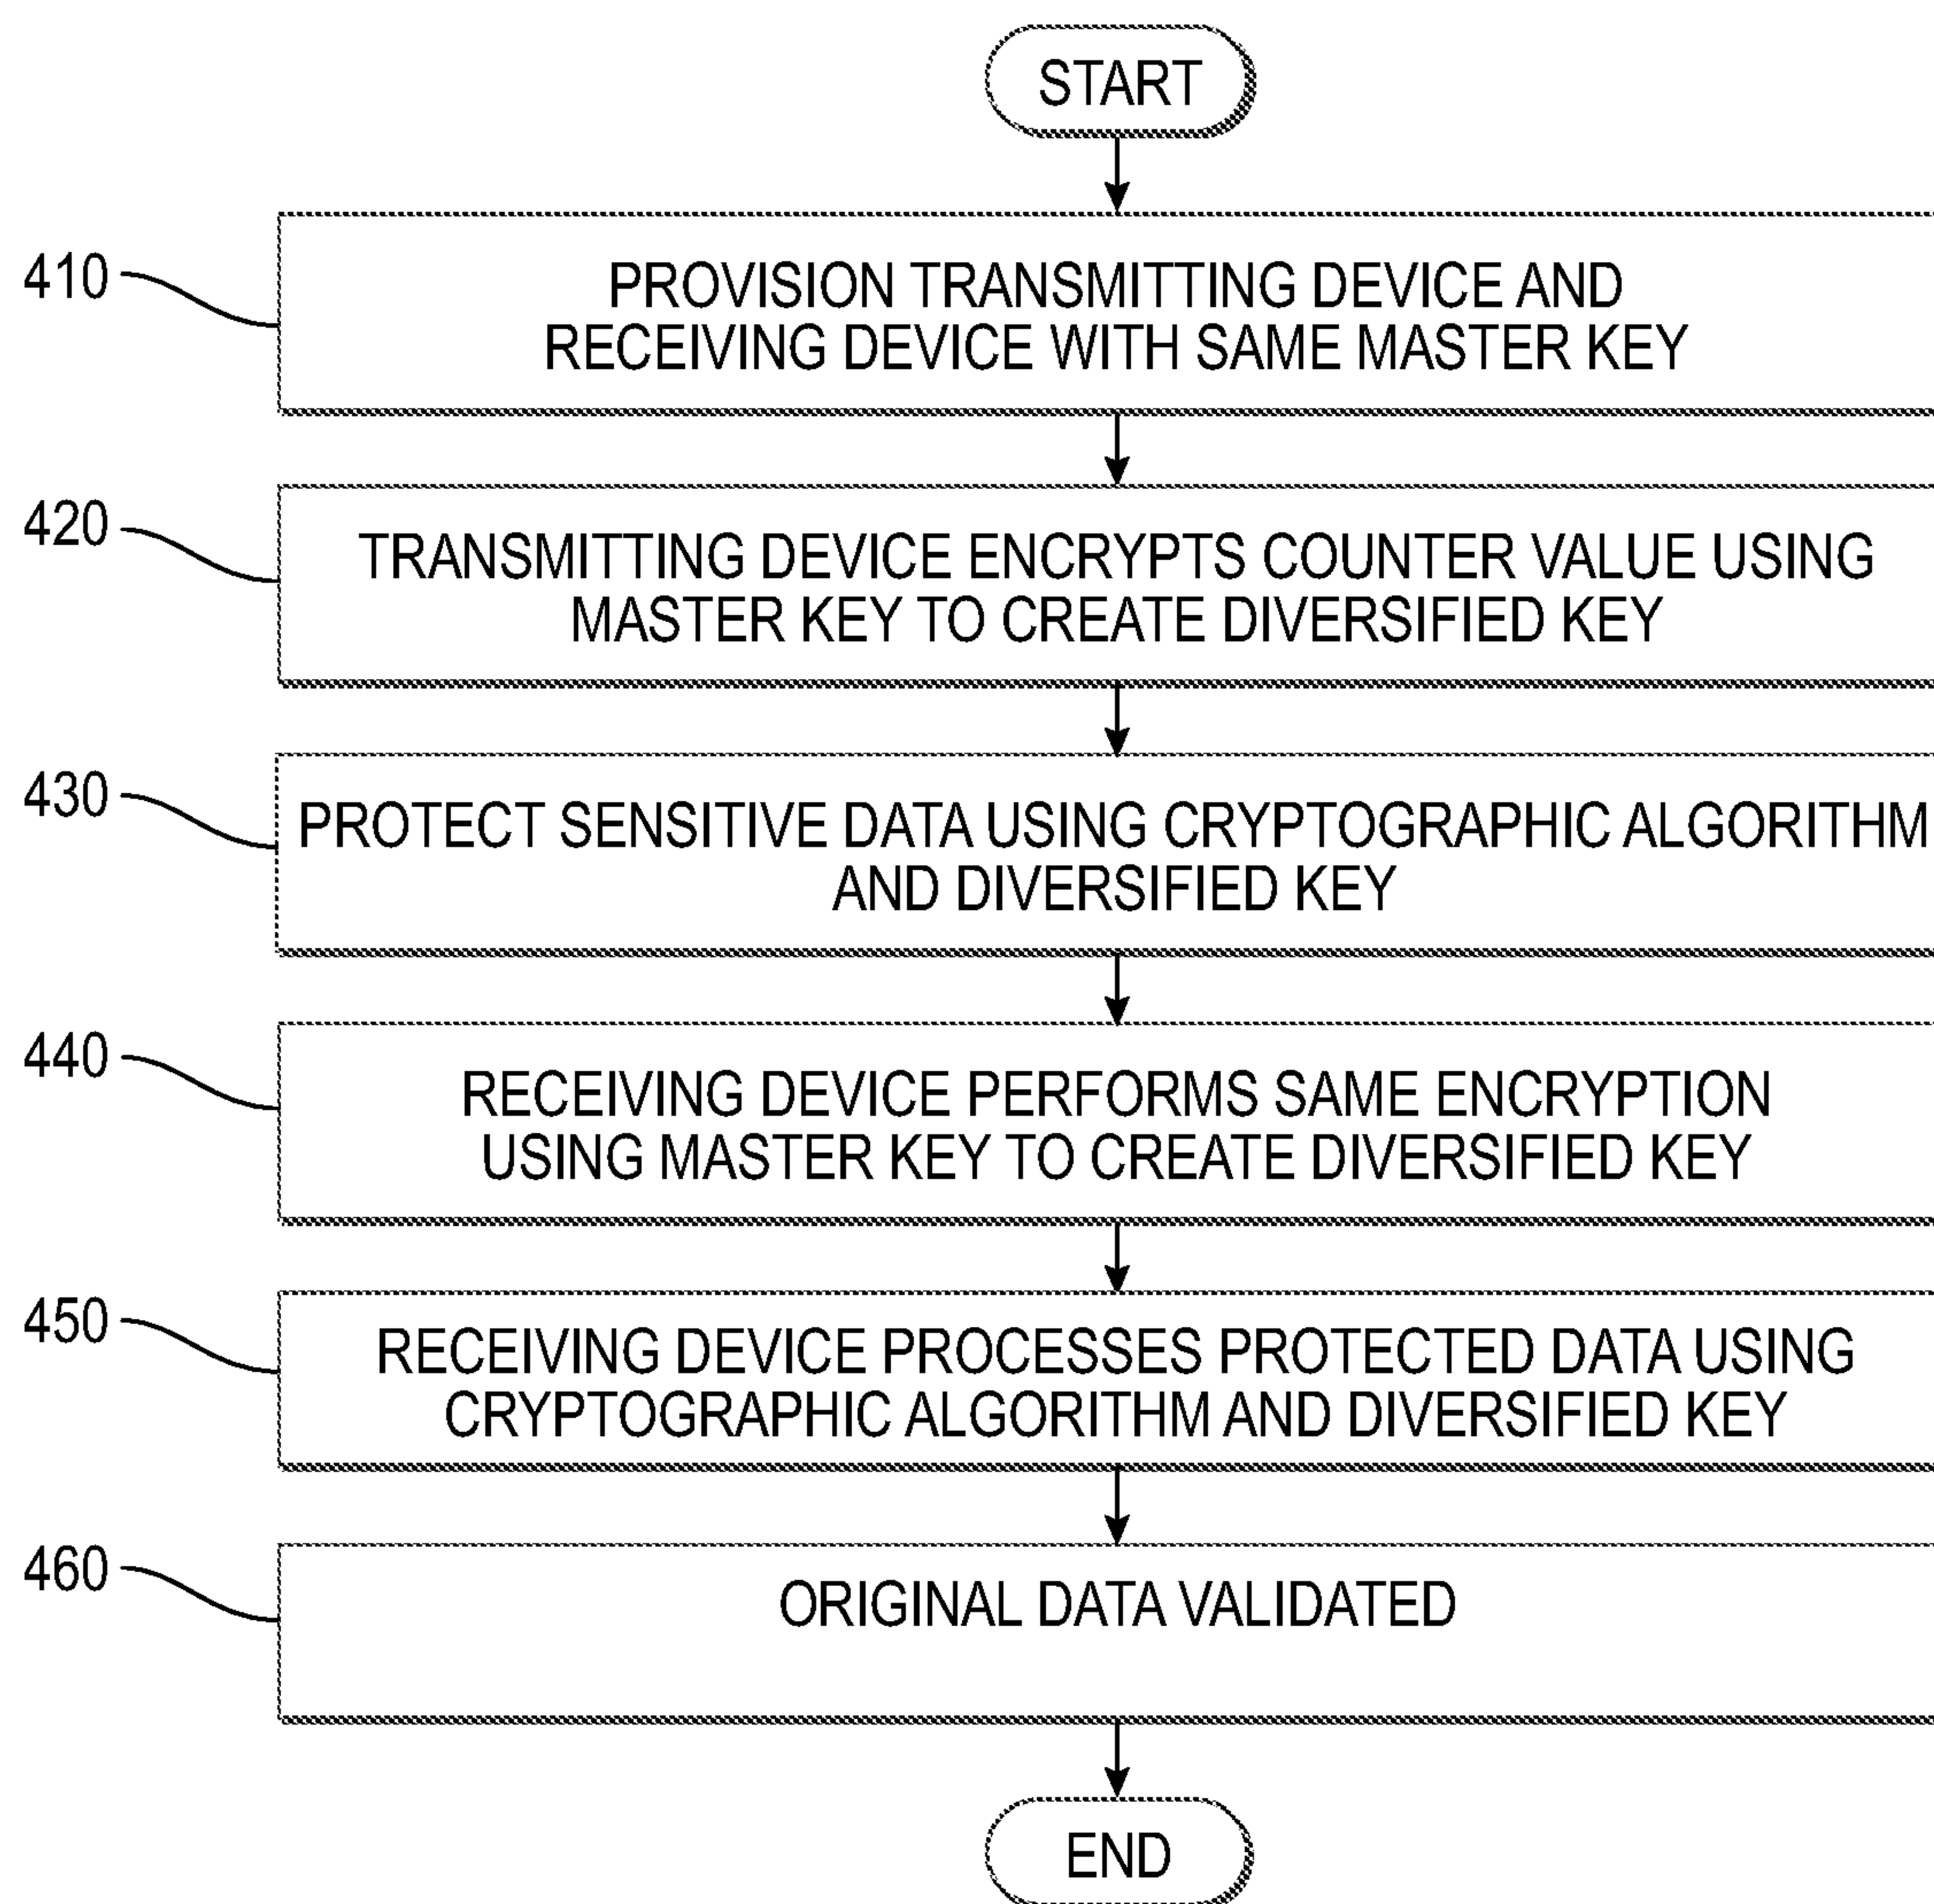 START
410
PROVISION TRANSMITTING DEVICE AND
RECEIVING DEVICE WITH SAME MASTER KEY
420
TRANSMITTING DEVICE ENCRYPTS COUNTER VALUE USING
MASTER KEY TO CREATE DIVERSIFIED KEY
430
PROTECT SENSITIVE DATA USING CRYPTOGRAPHIC ALGORITHM
AND DIVERSIFIED KEY
440
RECEIVING DEVICE PERFORMS SAME ENCRYPTION
USING MASTER KEY TO CREATE DIVERSIFIED KEY
450
RECEIVING DEVICE PROCESSES PROTECTED DATA USING
CRYPTOGRAPHIC ALGORITHM AND DIVERSIFIED KEY
460
ORIGINAL DATA VALIDATED
END